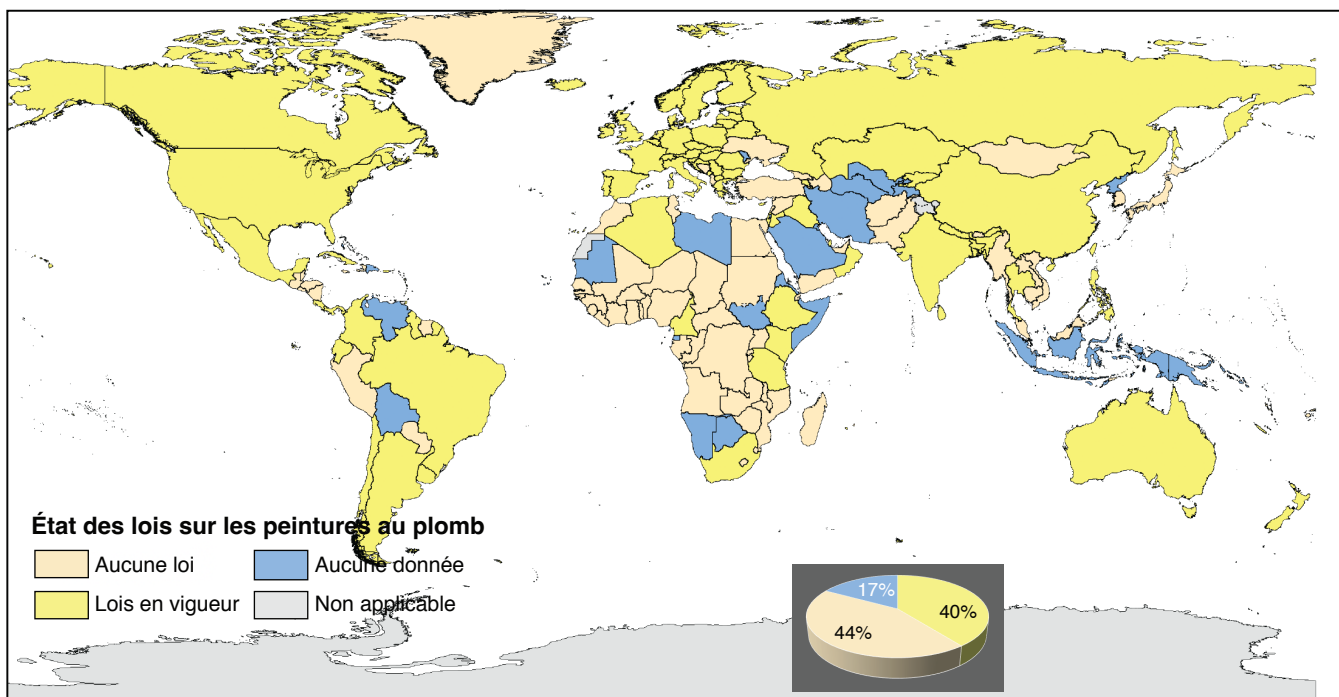 État des lois sur les peintures au plomb
Aucune loi
Aucune donnée
Lois en vigueur
Non applicable
17%
40%
44%